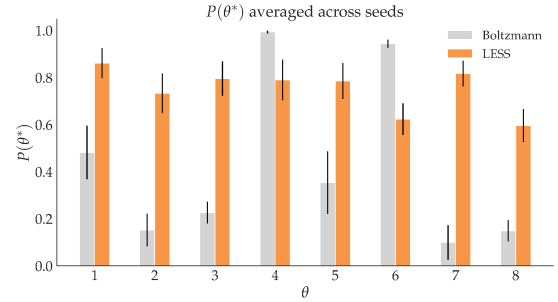 P(θ*) averaged across seeds
Boltzmann
LESS
P(θ*)
1.0
0.8
0.6
0.4
0.2
0.0
1 2 3 4 5 6 7 8
θ